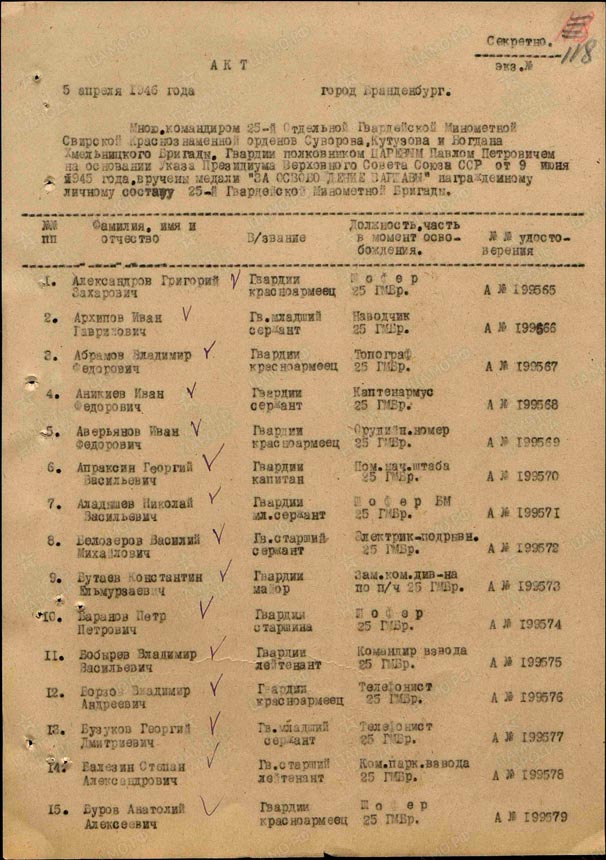 Секретно.
118
экз.№
АКТ
5 апреля 1946 года город Бранденбург.
Мною, командиром 25-й Отдельной Гвардейской Минометной
Свирской Краснознаменной орденов Суворова, Кутузова и Богдана
Хмельницкого Бригады, Гвардии полковником Павлом Петровичем
на основании Указа Президиума Верховного Совета Союза ССР от 9 июня
1945 года, вручены медали "ЗА ОСВОБОЖДЕНИЕ ВАРШАВЫ" награжденному
личному составу 25-й Гвардейской Минометной Бригады.
№№ Фамилия, имя и В/звание Должность, часть № № удосто-
пп отчество в момент осво- верения
бождения.
1. Александров Григорий Гвардии Шофер
Захарович красноармеец 25 ГМБр. А № 199565
2. Архипов Иван Гв.младший Наводчик
Гаврилович сержант 25 ГМБр. А № 199566
3. Абрамов Владимир Гвардии Топограф
Федорович красноармеец 25 ГМБр. А № 199567
4. Аникиев Иван Гвардии Каптенармус
Федорович сержант 25 ГМБр. А № 199568
5. Аверьянов Иван Гвардии Орудийн.номер
Федорович красноармеец 25 ГМБр. А № 199569
6. Апраксин Георгий Гвардии Пом.нач.штаба
Васильевич капитан 25 ГМБр. А № 199570
7. Аладышев Николай Гвардии Шофер БМ
Васильевич мл.сержант 25 ГМБр. А № 199571
8. Белозеров Василий Гв.старший Электрик-подрывн.
Михайлович сержант 25 ГМБр. А № 199572
9. Бутаев Константин Гвардии Зам.ком.див-на
Ельмурзаевич майор по п/ч 25 ГМБр. А № 199573
10. Баранов Петр Гвардии Шофер
Петрович старшина 25 ГМБр. А № 199574
11. Бобырев Владимир Гвардии Командир взвода
Васильевич лейтенант 25 ГМБр. А № 199575
12. Борзов Владимир Гвардии Телефонист
Андреевич красноармеец 25 ГМБр. А № 199576
13. Бузуков Георгий Гв.младший Телефонист
Дмитриевич сержант 25 ГМБр. А № 199577
14. Балезин Степан Гв.старший Ком.парк.взвода
Александрович лейтенант 25 ГМБр. А № 199578
15. Буров Анатолий Гвардии Шофер
Алексеевич красноармеец 25 ГМБр. А № 199579